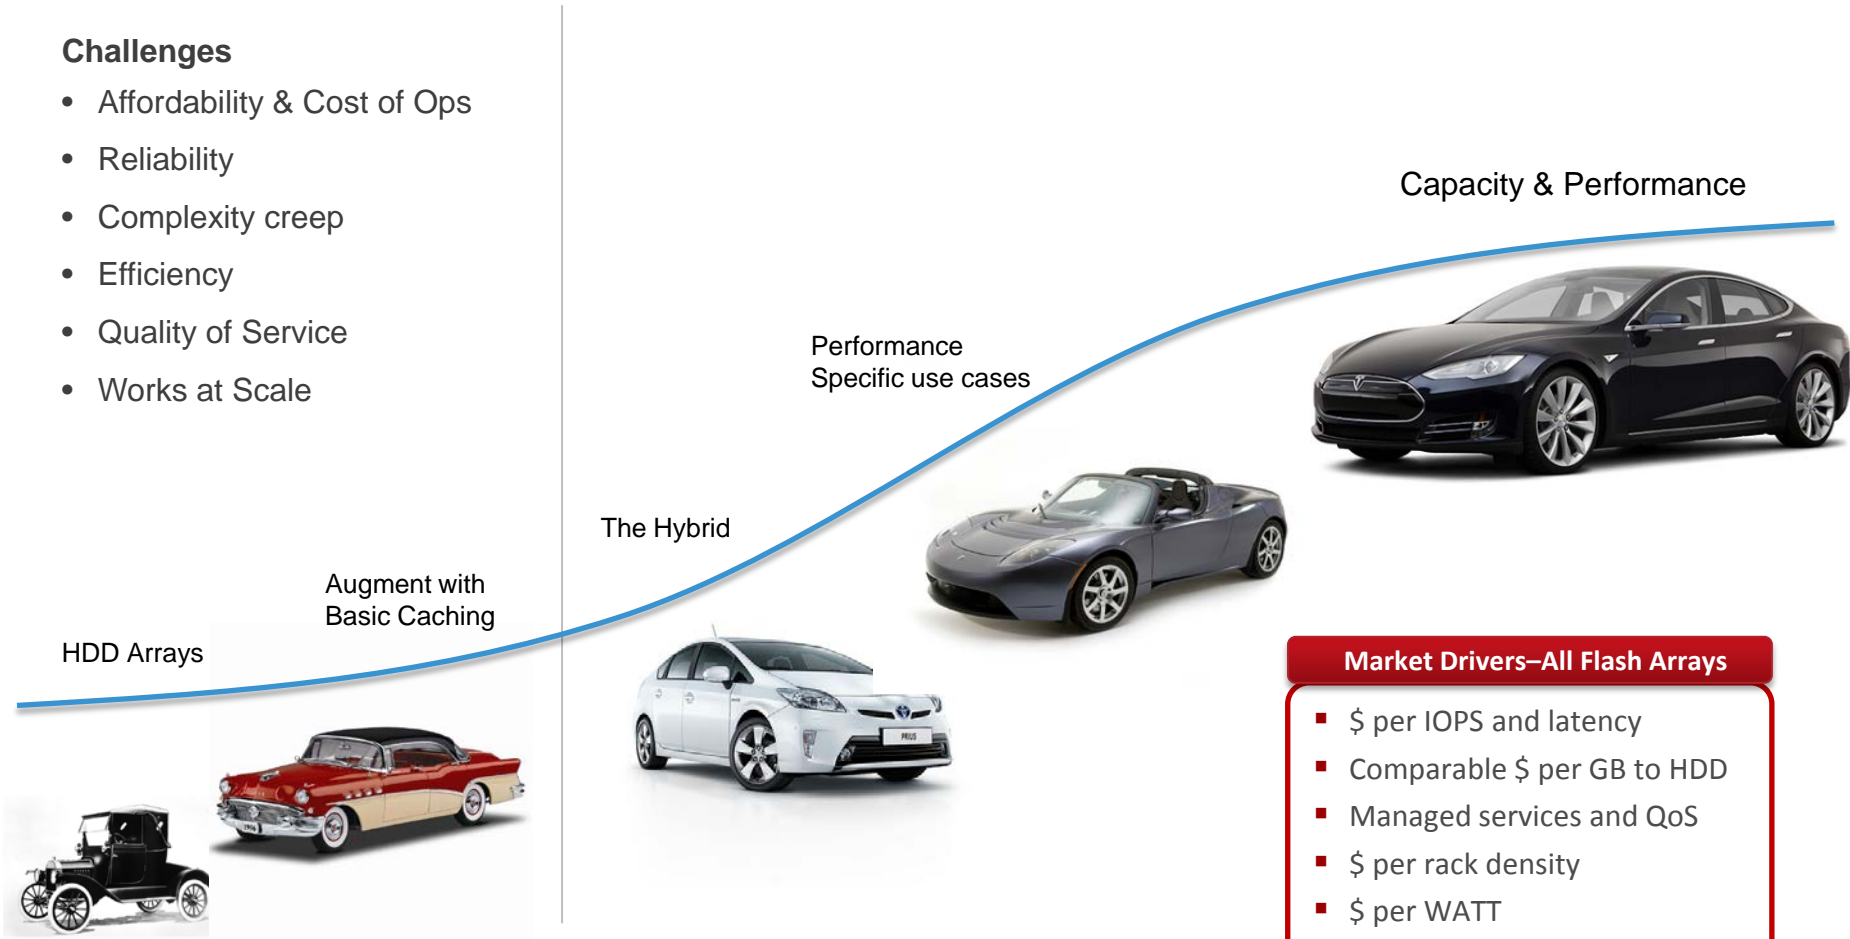 Challenges
• Affordability & Cost of Ops
• Reliability
• Complexity creep
• Efficiency
• Quality of Service
• Works at Scale
Capacity & Performance
Performance
Specific use cases
The Hybrid
Augment with
Basic Caching
HDD Arrays
PRIUS
1956
Market Drivers–All Flash Arrays
▪ $ per IOPS and latency
▪ Comparable $ per GB to HDD
▪ Managed services and QoS
▪ $ per rack density
▪ $ per WATT